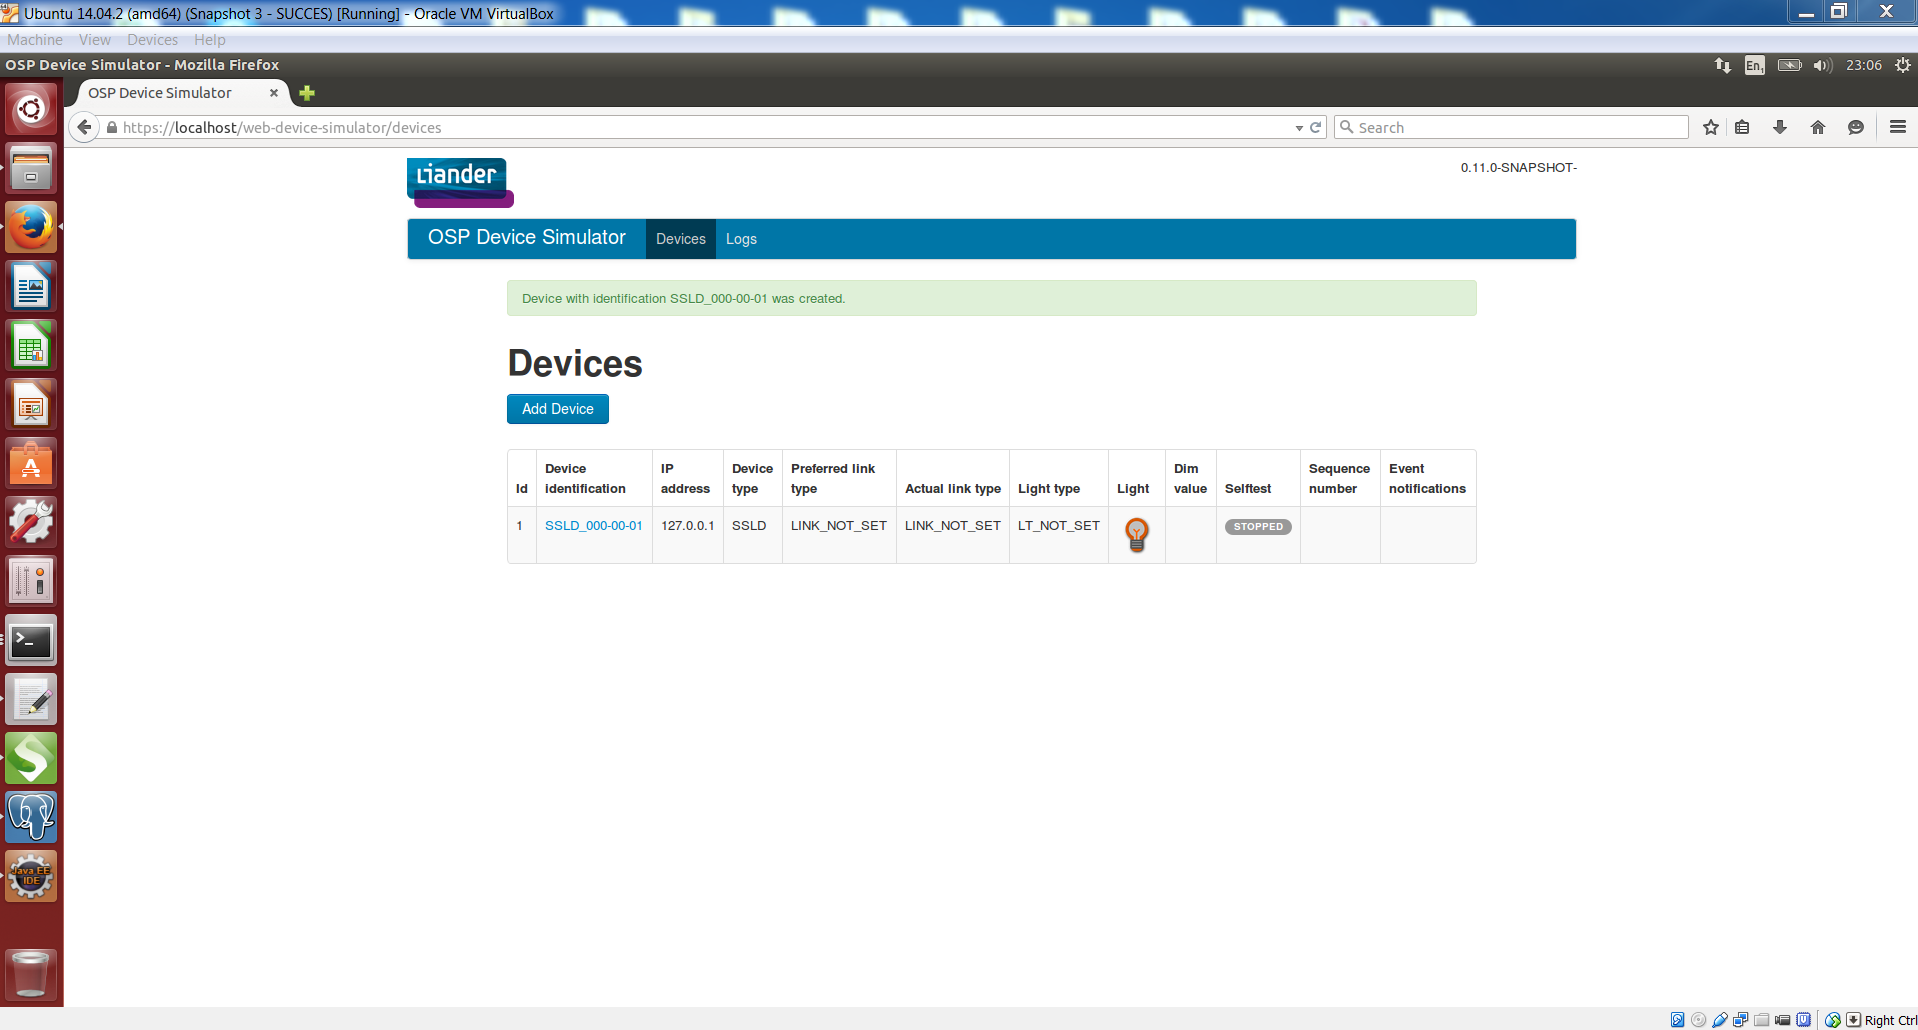 Ubuntu 14.04.2 (amd64) (Snapshot 3 - SUCCES) [Running] - Oracle VM VirtualBox
Machine View Devices Help
OSP Device Simulator - Mozilla Firefox
En1 23:06
OSP Device Simulator
https://localhost/web-device-simulator/devices
Search
Liander
0.11.0-SNAPSHOT-
OSP Device Simulator Devices Logs
Device with identification SSLD_000-00-01 was created.
Devices
Add Device
Id Device identification IP address Device type Preferred link type Actual link type Light type Light Dim value Selftest Sequence number Event notifications
1 SSLD_000-00-01 127.0.0.1 SSLD LINK_NOT_SET LINK_NOT_SET LT_NOT_SET STOPPED
Java EE
IDE
Right Ctrl